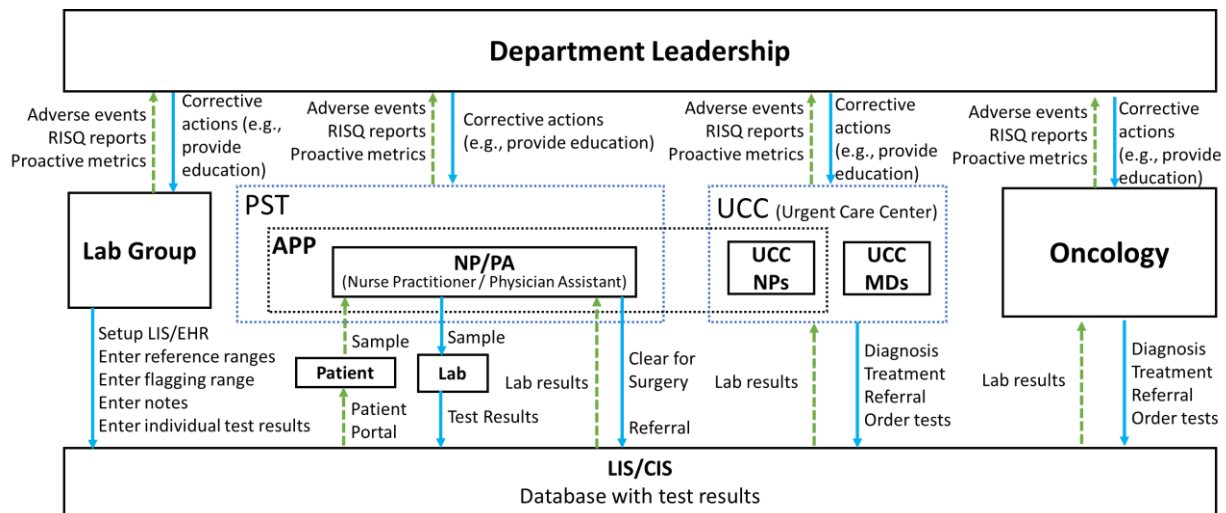 Department Leadership
Adverse events
RISQ reports
Proactive metrics
Corrective
actions (e.g.,
provide
education)
Adverse events
RISQ reports
Proactive metrics
Corrective actions
(e.g., provide education)
Adverse events
RISQ reports
Proactive metrics
Corrective
actions
(e.g., provide
education)
Adverse events
RISQ reports
Proactive metrics
Corrective
actions
(e.g., provide
education)
Lab Group
PST
APP
NP/PA
(Nurse Practitioner / Physician Assistant)
UCC (Urgent Care Center)
UCC
NPs
UCC
MDs
Oncology
Setup LIS/EHR
Enter reference ranges
Enter flagging range
Enter notes
Enter individual test results
Sample
Patient
Patient
Portal
Sample
Lab
Test Results
Lab results
Clear for
Surgery
Referral
Lab results
Diagnosis
Treatment
Referral
Order tests
Lab results
Diagnosis
Treatment
Referral
Order tests
LIS/CIS
Database with test results